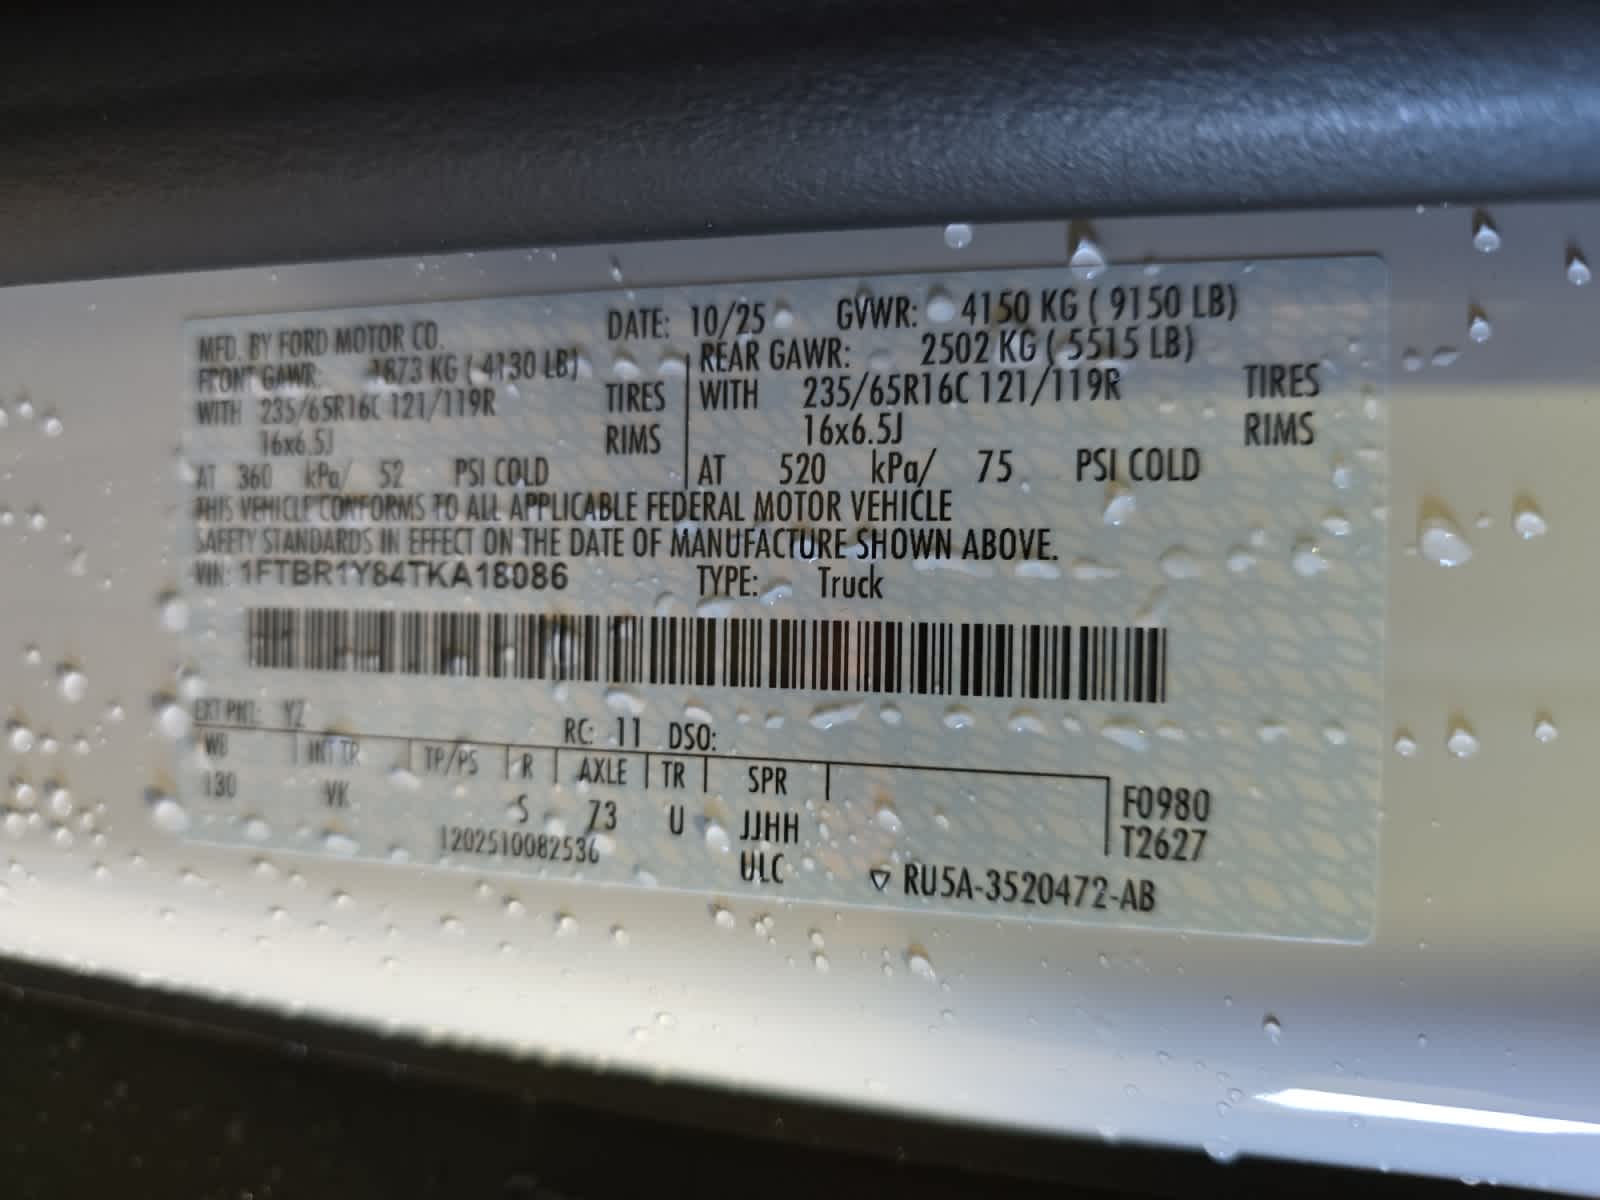 MFD. BY FORD MOTOR CO. DATE: 10/25 GVWR: 4150 KG ( 9150 LB)
FRONT GAWR: 1873 KG ( 4130 LB) REAR GAWR: 2502 KG ( 5515 LB)
WITH 235/65R16C 121/119R TIRES WITH 235/65R16C 121/119R TIRES
16x6.5J RIMS 16x6.5J RIMS
AT 360 kPa/ 52 PSI COLD AT 520 kPa/ 75 PSI COLD
THIS VEHICLE CONFORMS TO ALL APPLICABLE FEDERAL MOTOR VEHICLE
SAFETY STANDARDS IN EFFECT ON THE DATE OF MANUFACTURE SHOWN ABOVE.
VIN: 1FTBR1Y84TKA18086 TYPE: Truck
EXT PNT: YZ RC: 11 DSO:
WB INT TR TP/PS R AXLE TR SPR
130 VK S 73 U JJHH F0980
1202510082536 ULC T2627
RU5A-3520472-AB